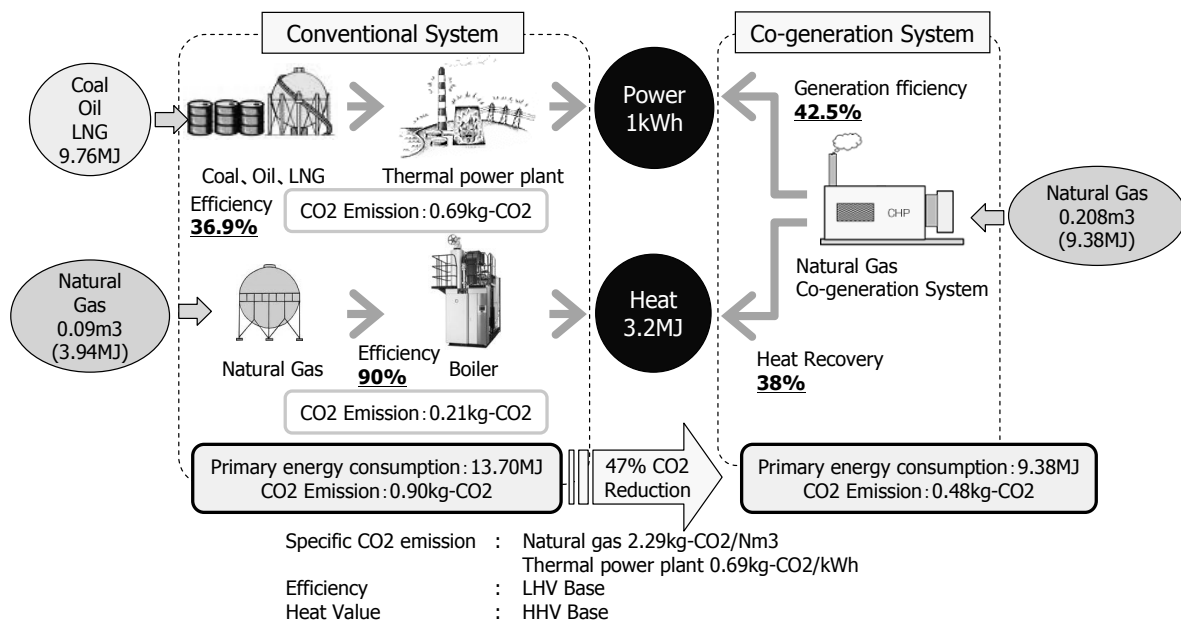 Conventional System
Co-generation System
Coal
Oil
LNG
9.76MJ
Coal、Oil、LNG
Thermal power plant
Efficiency
36.9%
CO2 Emission：0.69kg-CO2
Power
1kWh
Generation fficiency
42.5%
CHP
Natural Gas
0.208m3
(9.38MJ)
Natural Gas
Co-generation System
Natural
Gas
0.09m3
(3.94MJ)
Natural Gas
Efficiency
90%
Boiler
CO2 Emission：0.21kg-CO2
Heat
3.2MJ
Heat Recovery
38%
Primary energy consumption：13.70MJ
CO2 Emission：0.90kg-CO2
47% CO2
Reduction
Primary energy consumption：9.38MJ
CO2 Emission：0.48kg-CO2
Specific CO2 emission : Natural gas 2.29kg-CO2/Nm3
Thermal power plant 0.69kg-CO2/kWh
Efficiency : LHV Base
Heat Value : HHV Base